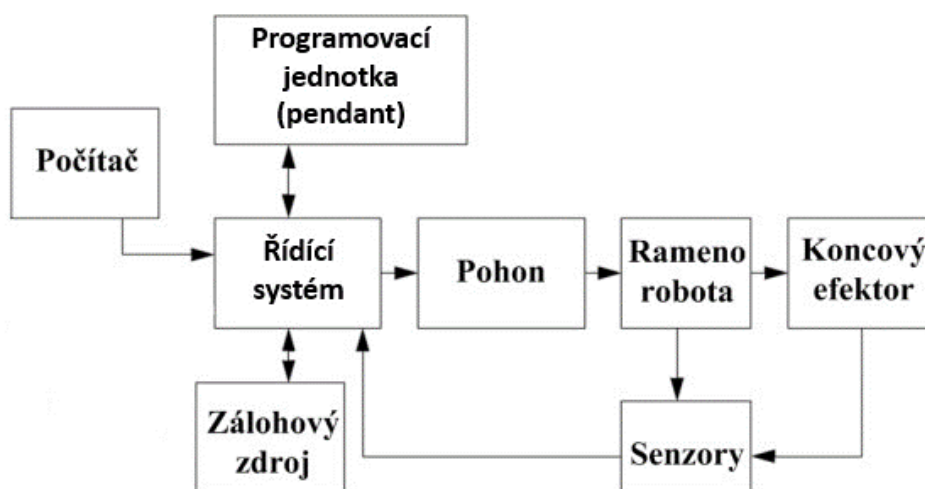 Programovací
jednotka
(pendant)
Počítač
Řídící
systém
Pohon
Rameno
robota
Koncový
efektor
Zálohový
zdroj
Senzory